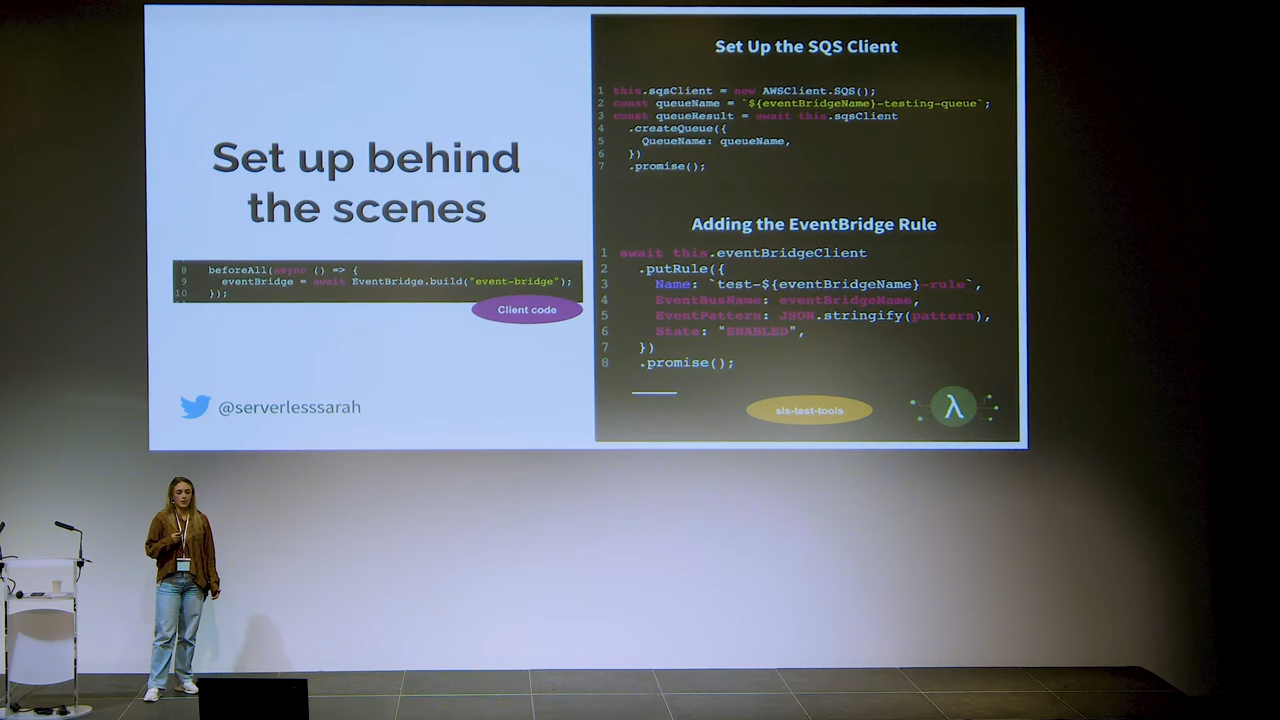 Set up behind
the scenes
8 beforeAll(async () => {
9 eventBridge = await EventBridge.build("event-bridge");
10 });
Client code
@serverlesssarah
Set Up the SQS Client
1 this.sqsClient = new AWSClient.SQS();
2 const queueName = `${eventBridgeName}-testing-queue`;
3 const queueResult = await this.sqsClient
4 .createQueue({
5 QueueName: queueName,
6 })
7 .promise();
Adding the EventBridge Rule
1 await this.eventBridgeClient
2 .putRule({
3 Name: `test-${eventBridgeName}-rule`,
4 EventBusName: eventBridgeName,
5 EventPattern: JSON.stringify(pattern),
6 State: "ENABLED",
7 })
8 .promise();
sls-test-tools
λ